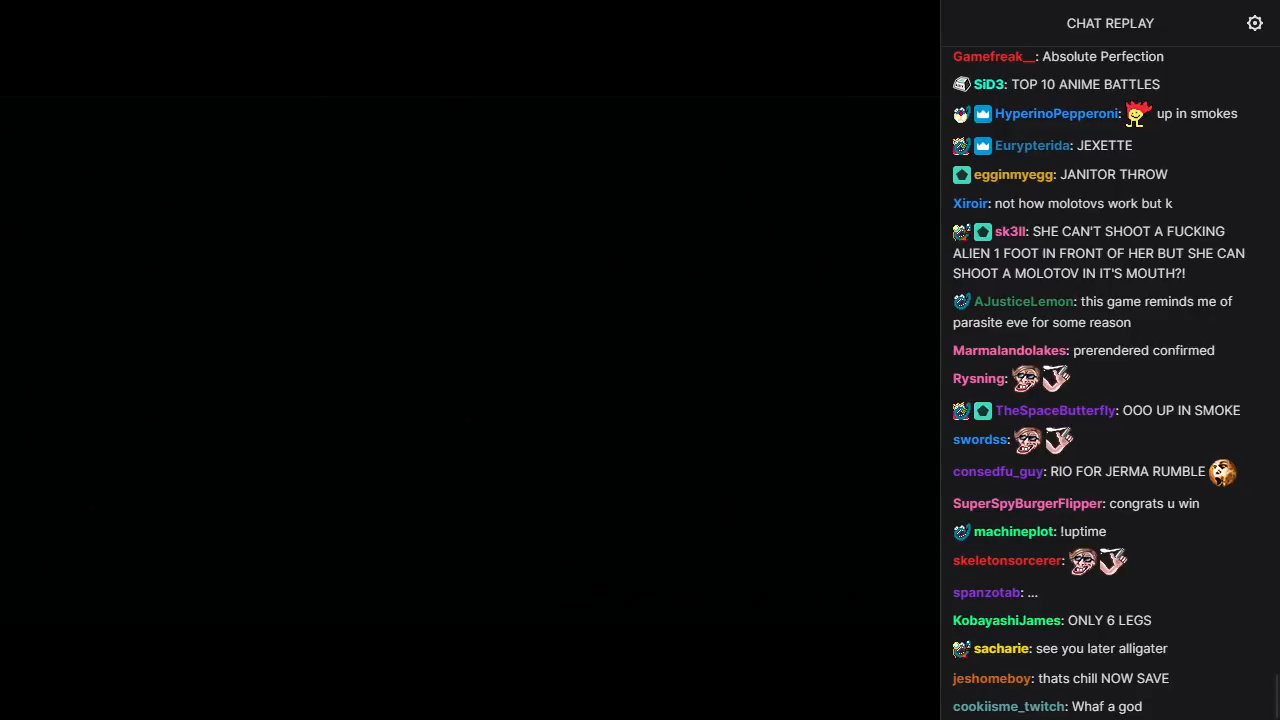 CHAT REPLAY
Gamefreak__: Absolute Perfection
SiD3: TOP 10 ANIME BATTLES
HyperinoPepperoni: up in smokes
Eurypterida: JEXETTE
egginmyegg: JANITOR THROW
Xiroir: not how molotovs work but k
sk3ll: SHE CAN'T SHOOT A FUCKING
ALIEN 1 FOOT IN FRONT OF HER BUT SHE CAN
SHOOT A MOLOTOV IN IT'S MOUTH?!
AJusticeLemon: this game reminds me of
parasite eve for some reason
Marmalandolakes: prerendered confirmed
Rysning:
TheSpaceButterfly: OOO UP IN SMOKE
swordss:
consedfu_guy: RIO FOR JERMA RUMBLE
SuperSpyBurgerFlipper: congrats u win
machineplot: !uptime
skeletonsorcerer:
spanzotab: ...
KobayashiJames: ONLY 6 LEGS
sacharie: see you later alligater
jeshomeboy: thats chill NOW SAVE
cookiisme_twitch: Whaf a god